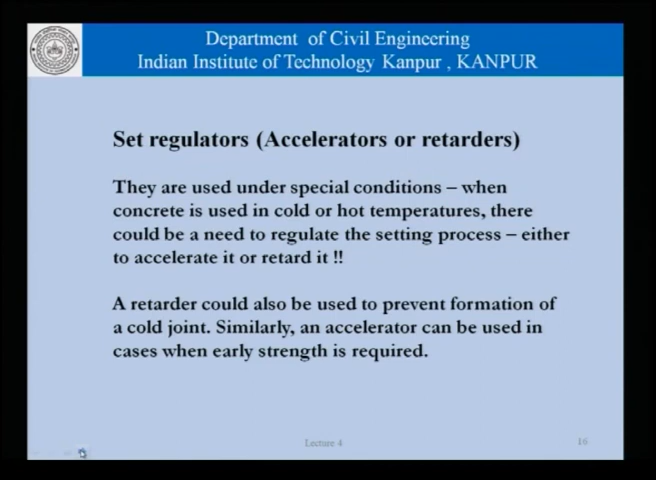 Department of Civil Engineering
Indian Institute of Technology Kanpur , KANPUR
Set regulators (Accelerators or retarders)
They are used under special conditions – when
concrete is used in cold or hot temperatures, there
could be a need to regulate the setting process – either
to accelerate it or retard it !!
A retarder could also be used to prevent formation of
a cold joint. Similarly, an accelerator can be used in
cases when early strength is required.
Lecture 4
16